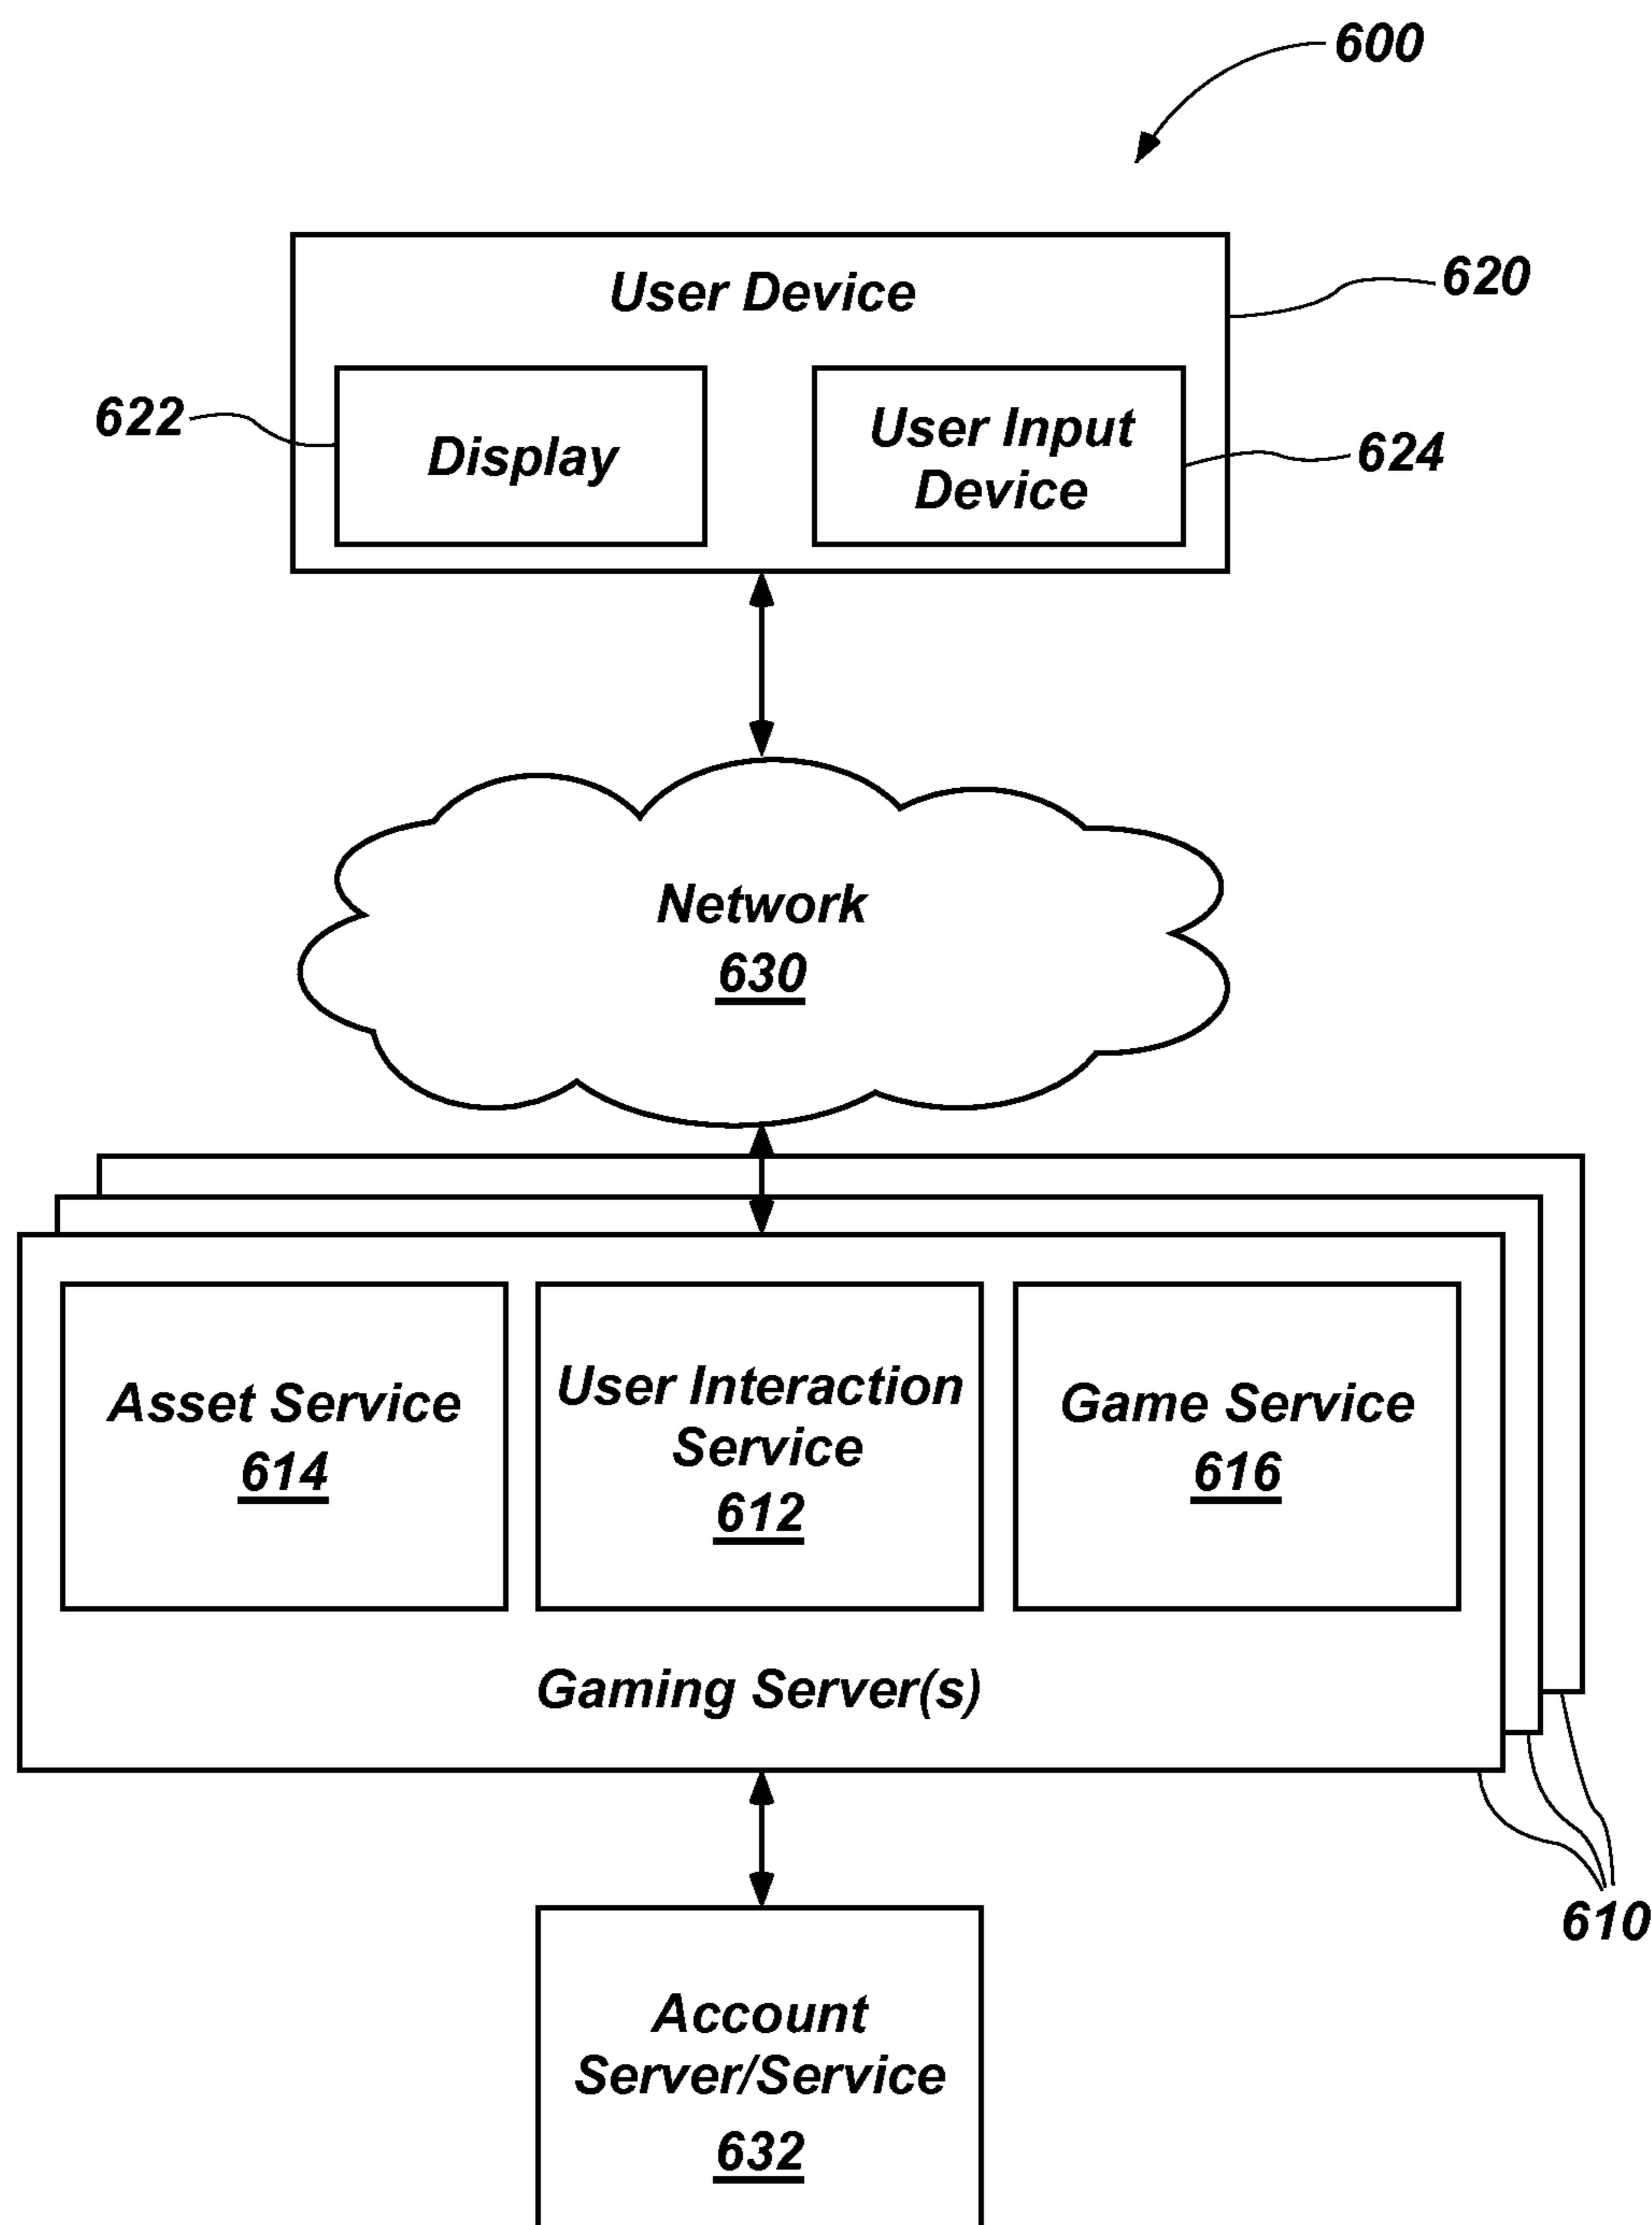 600
User Device
620
622
Display
User Input
Device
624
Network
630
Asset Service
614
User Interaction
Service
612
Game Service
616
Gaming Server(s)
610
Account
Server/Service
632